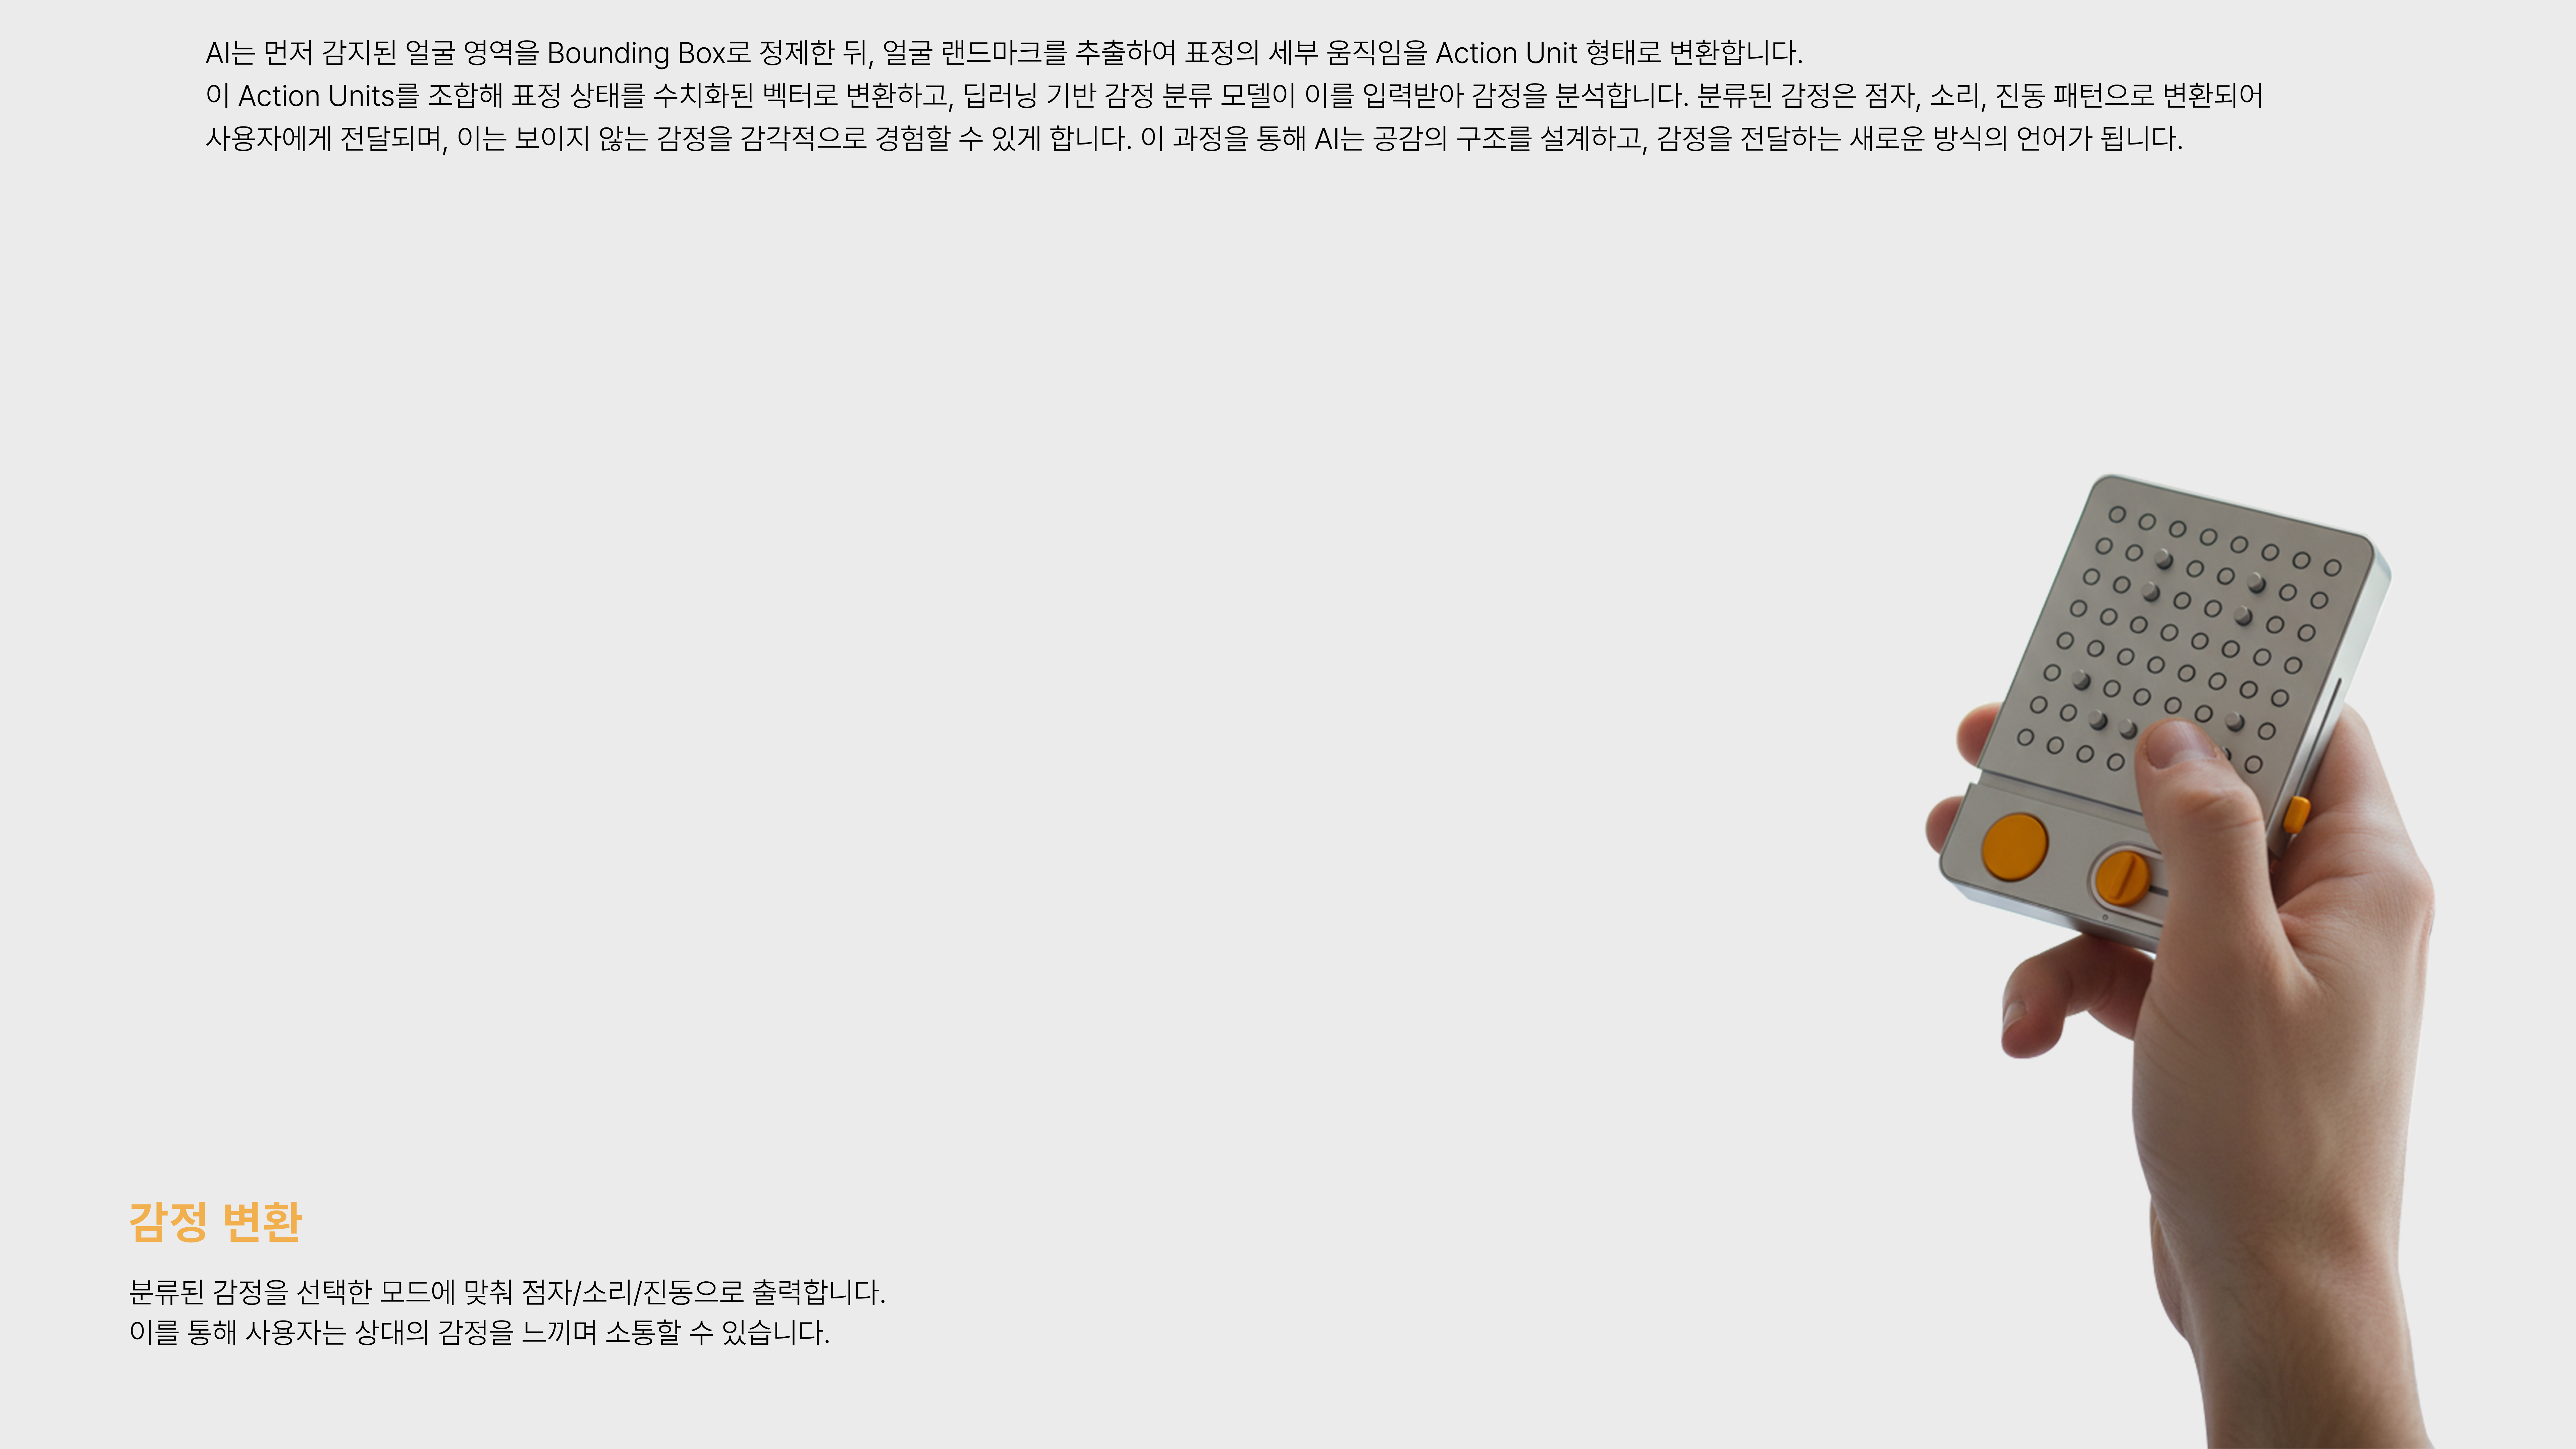 AI는 먼저 감지된 얼굴 영역을 Bounding Box로 정제한 뒤, 얼굴 랜드마크를 추출하여 표정의 세부 움직임을 Action Unit 형태로 변환합니다.
이 Action Units를 조합해 표정 상태를 수치화된 벡터로 변환하고, 딥러닝 기반 감정 분류 모델이 이를 입력받아 감정을 분석합니다. 분류된 감정은 점자, 소리, 진동 패턴으로 변환되어
사용자에게 전달되며, 이는 보이지 않는 감정을 감각적으로 경험할 수 있게 합니다. 이 과정을 통해 AI는 공감의 구조를 설계하고, 감정을 전달하는 새로운 방식의 언어가 됩니다.
감정 변환
분류된 감정을 선택한 모드에 맞춰 점자/소리/진동으로 출력합니다.
이를 통해 사용자는 상대의 감정을 느끼며 소통할 수 있습니다.